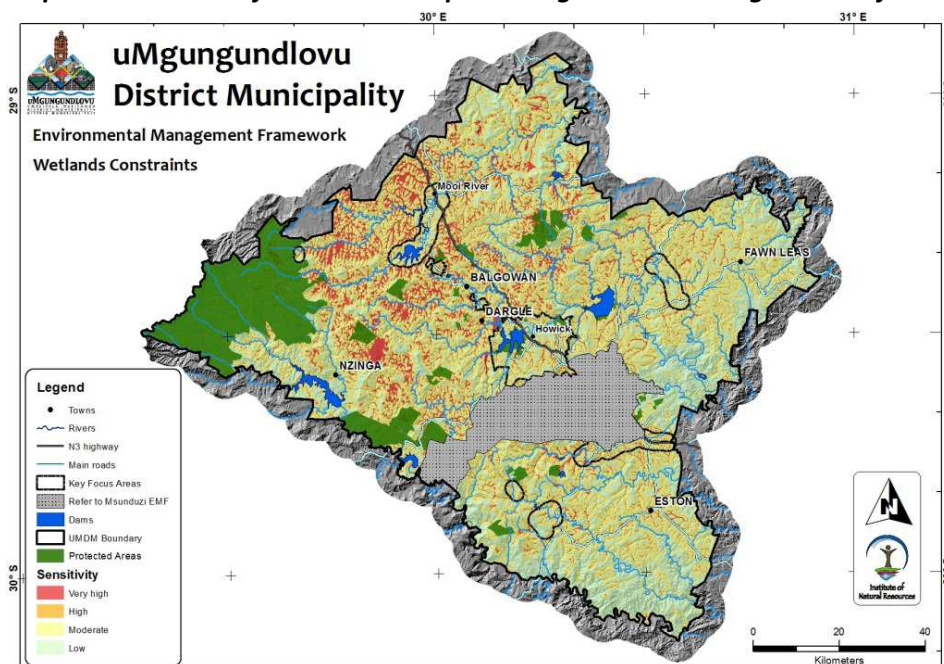 30° E
31° E
uMgungundlovu
District Municipality
uMGUNGUNDLOVU
Environmental Management Framework
Wetlands Constraints
29° S
Mooi River
FAWN LEAS
BALGOWAN
DARGLE
Howick
NZINGA
ESTON
Legend
Towns
Rivers
N3 highway
Main roads
Key Focus Areas
Refer to Msunduzi EMF
Dams
UMDM Boundary
Protected Areas
Sensitivity
Very high
High
Moderate
Low
30° S
N
Institute of
Natural Resources
0 10 20 40
Kilometers